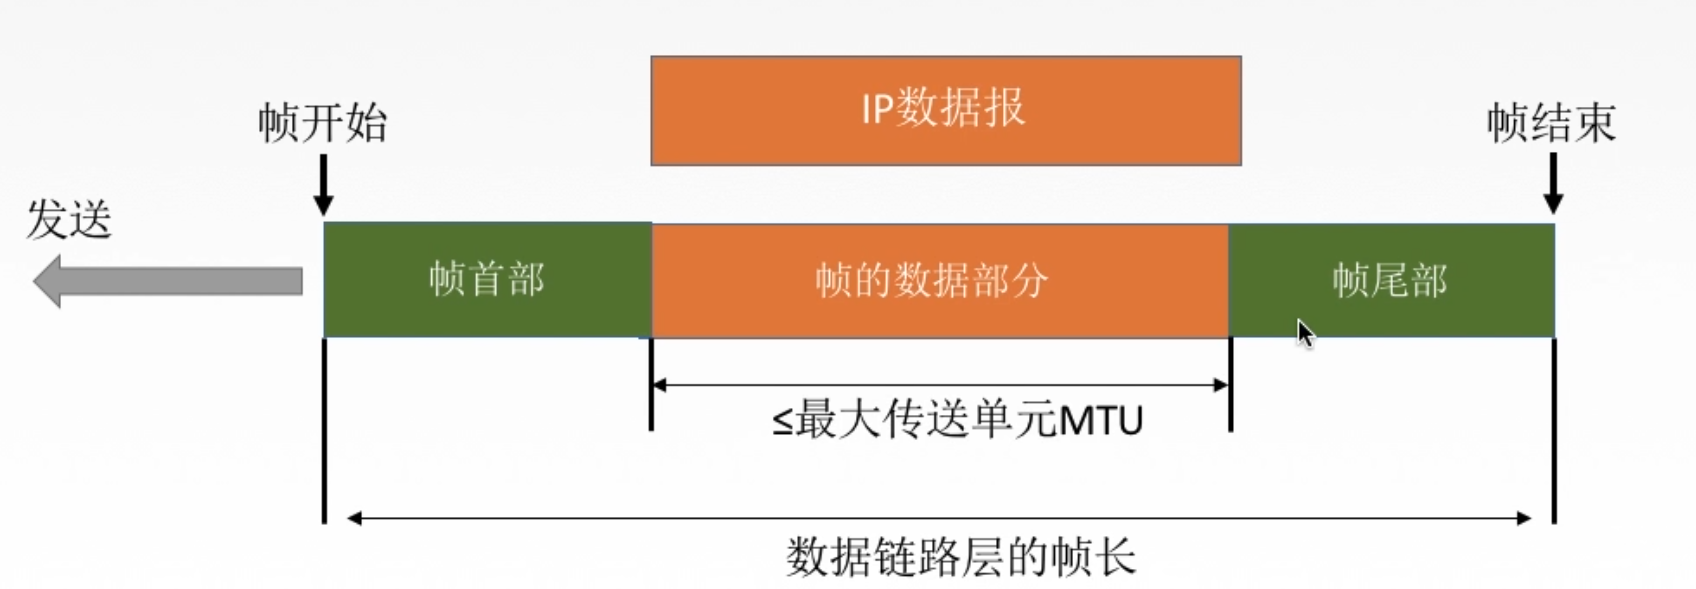 IP数据报
帧开始
帧结束
发送
帧首部
帧的数据部分
帧尾部
≤最大传送单元MTU
数据链路层的帧长